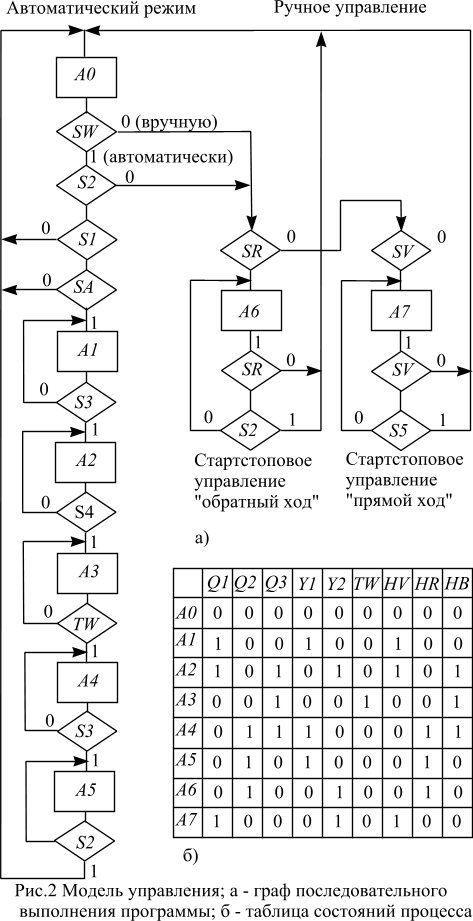 Автоматический режим Ручное управление
A0
SW 0 (вручную)
1 (автоматически)
S2 0
S1 0
SA 0
1
A1
S3 0
1
A2
S4 0
1
A3
TW 0
1
A4
S3 0
1
A5
S2
1
SR 0
A6
1
SR 0
0 S2 1
SV 0
A7
1
SV 0
0 S5 1
Стартстоповое
управление
"обратный ход"
Стартстоповое
управление
"прямой ход"
а)
Q1 Q2 Q3 Y1 Y2 TW HV HR HB
A0 0 0 0 0 0 0 0 0 0
A1 1 0 0 1 0 0 1 0 0
A2 1 0 1 0 1 0 1 0 1
A3 0 0 1 0 0 1 0 0 1
A4 0 1 1 1 0 0 0 1 1
A5 0 1 0 1 0 0 0 1 0
A6 0 1 0 0 1 0 0 1 0
A7 1 0 0 0 1 0 1 0 0
б)
Рис.2 Модель управления; а - граф последовательного
выполнения программы; б - таблица состояний процесса